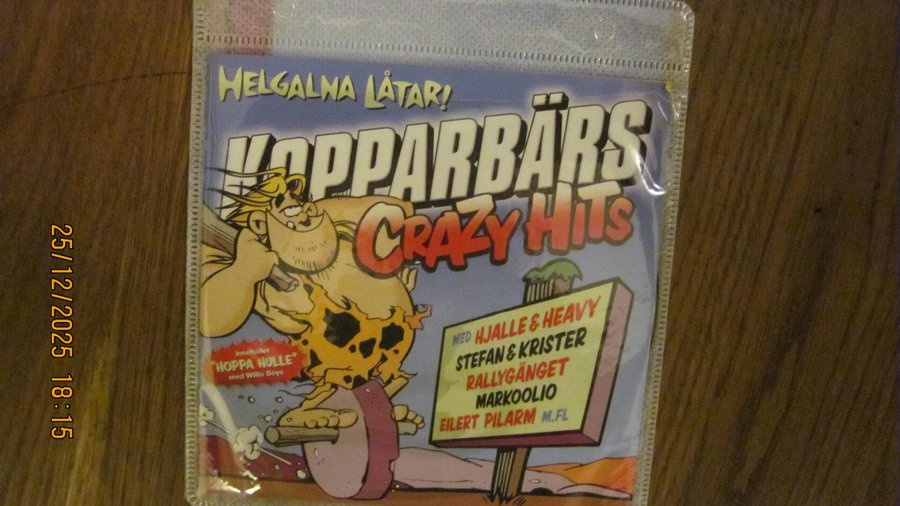 HELGALNA LÅTAR!
KOPPARBÄRS
CRAZY HITS
MED HJALLE & HEAVY
STEFAN & KRISTER
RALLYGÄNGET
MARKOOLIO
EILERT PILARM M.FL
Innehåller
"HOPPA HULLE"
med Willis Boys
25/12/2025 18:15